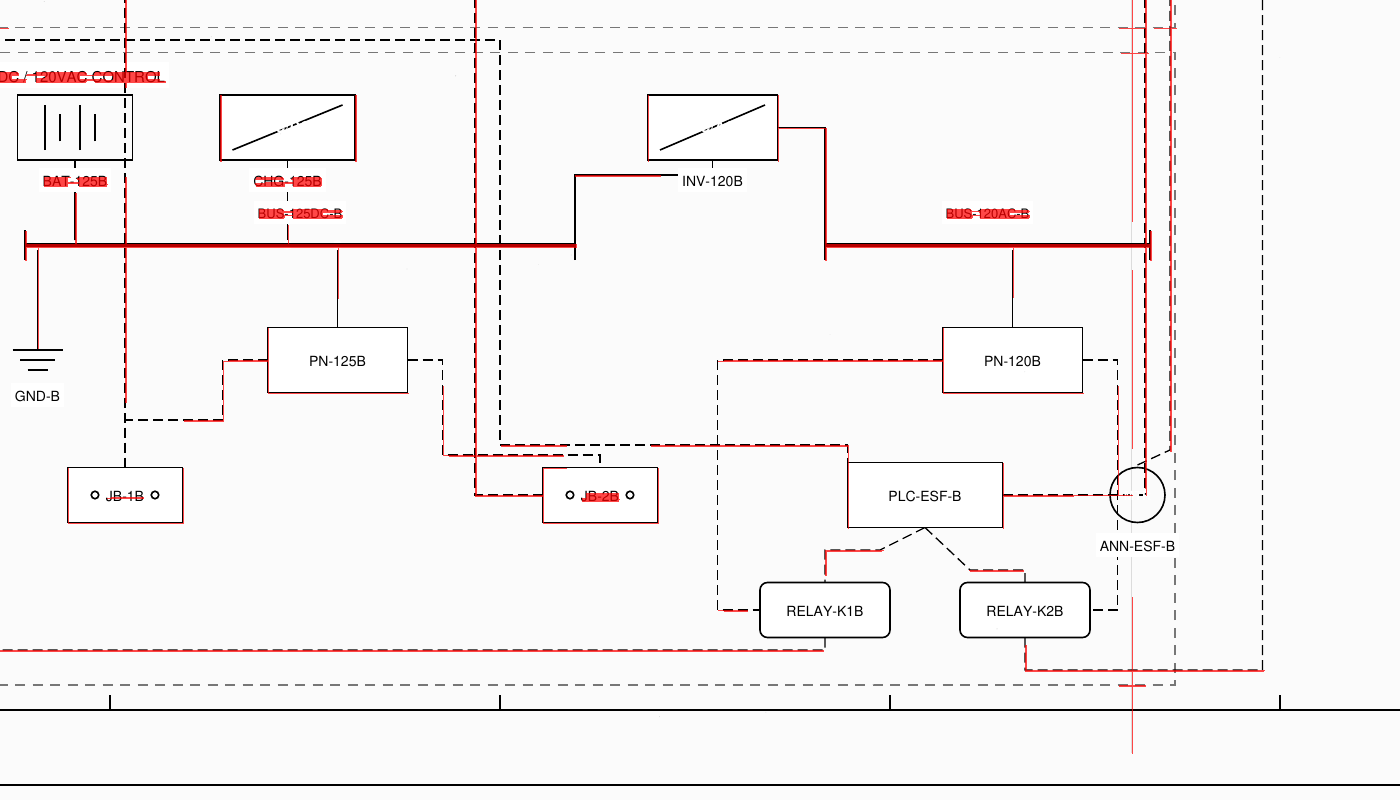 DC / 120VAC CONTROL
BAT-125B
CHG-125B
INV-120B
BUS-125DC-B
BUS-120AC-B
PN-125B
PN-120B
GND-B
JB-1B
JB-2B
PLC-ESF-B
ANN-ESF-B
RELAY-K1B
RELAY-K2B